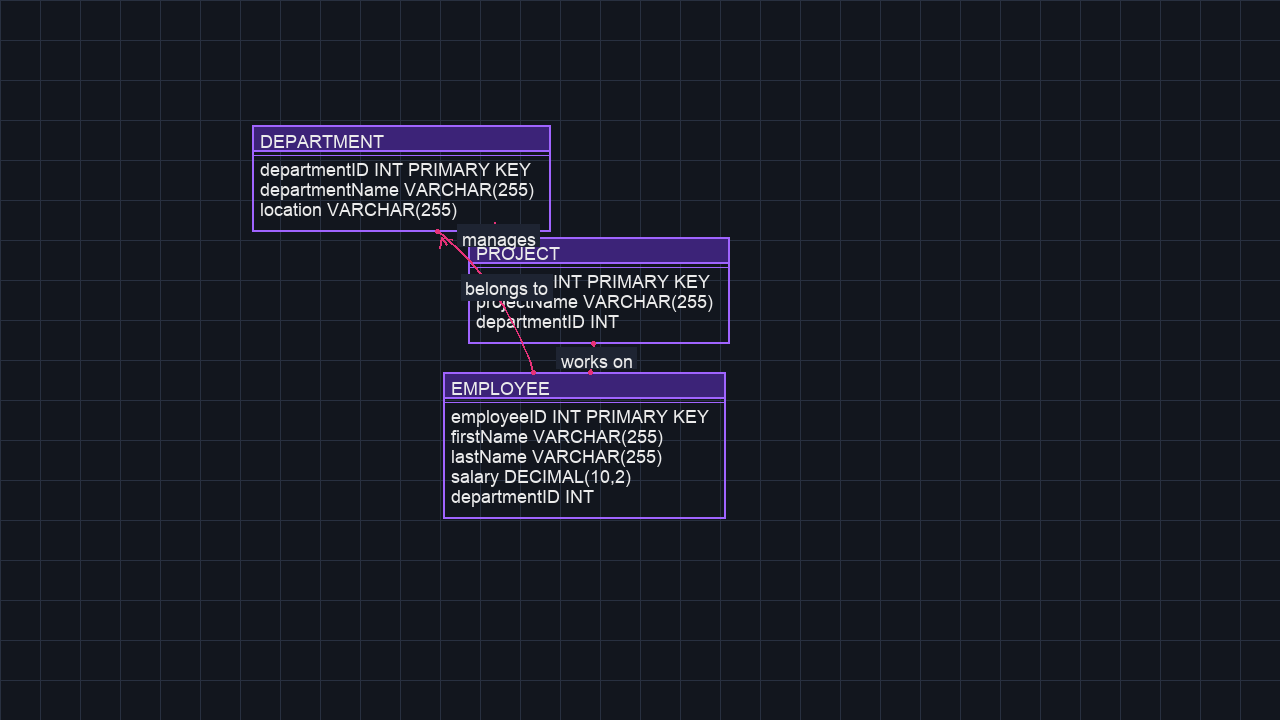 DEPARTMENT
departmentID INT PRIMARY KEY
departmentName VARCHAR(255)
location VARCHAR(255)
manages
PROJECT
belongs to
INT PRIMARY KEY
projectName VARCHAR(255)
departmentID INT
works on
EMPLOYEE
employeeID INT PRIMARY KEY
firstName VARCHAR(255)
lastName VARCHAR(255)
salary DECIMAL(10,2)
departmentID INT